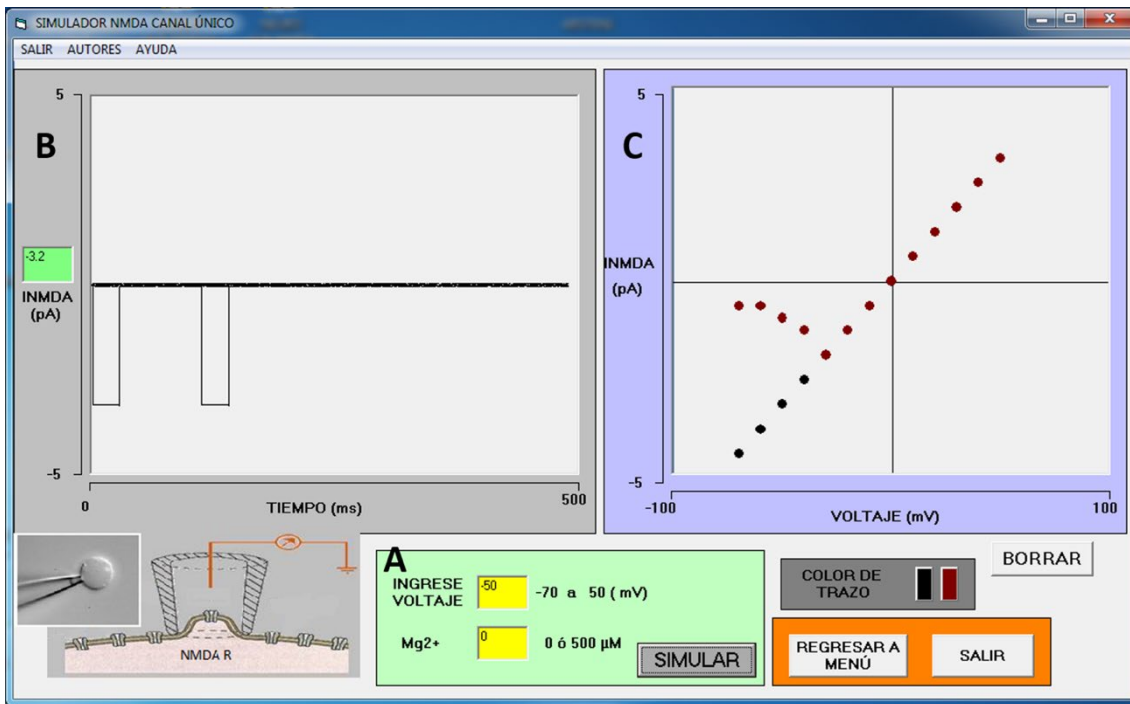 SIMULADOR NMDA CANAL ÚNICO
SALIR AUTORES AYUDA
B
5
-3.2
INMDA
(pA)
-5
0
500
TIEMPO (ms)
C
5
INMDA
(pA)
-5
-100
100
VOLTAJE (mV)
NMDA R
A
INGRESE
VOLTAJE
-50
-70 a 50 ( mV)
Mg2+
0
0 ó 500 µM
SIMULAR
COLOR DE
TRAZO
BORRAR
REGRESAR A
MENÚ
SALIR